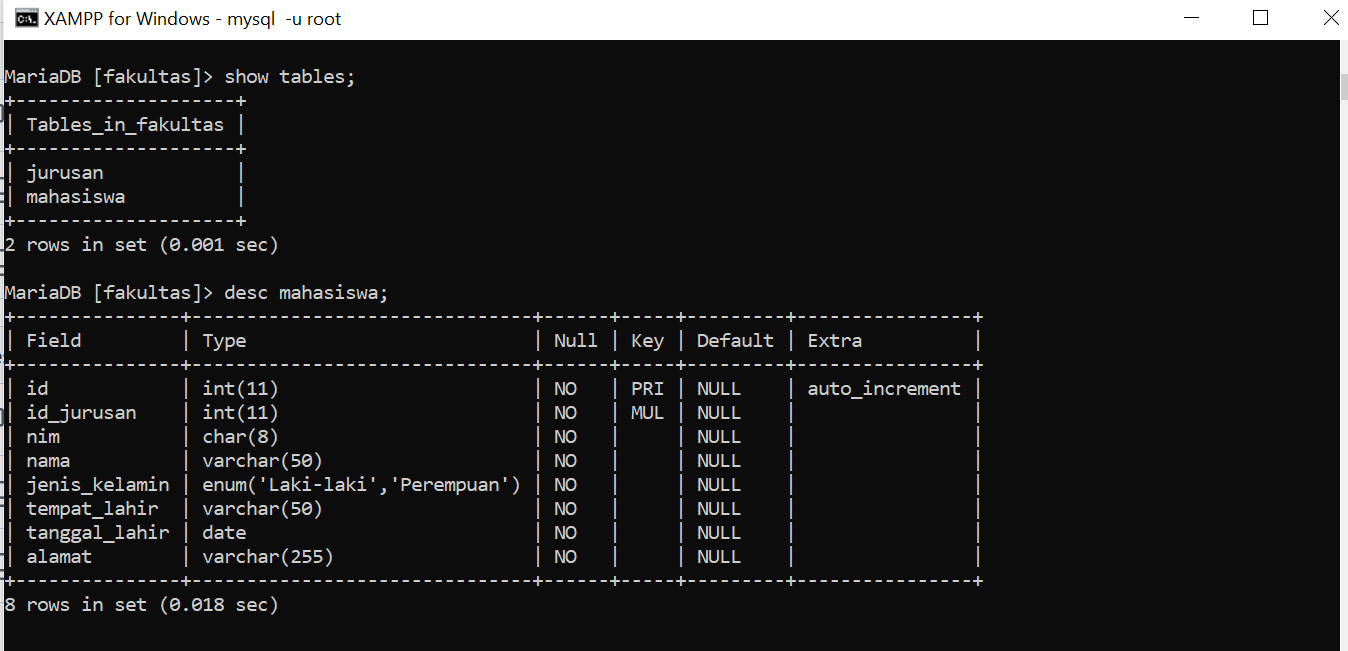 XAMPP for Windows - mysql  -u root
MariaDB [fakultas]> show tables;
+--------------------+
| Tables_in_fakultas |
+--------------------+
| jurusan            |
| mahasiswa          |
+--------------------+
2 rows in set (0.001 sec)
MariaDB [fakultas]> desc mahasiswa;
+---------------+-------------------------------+------+-----+---------+----------------+
| Field         | Type                          | Null | Key | Default | Extra          |
+---------------+-------------------------------+------+-----+---------+----------------+
| id            | int(11)                       | NO   | PRI | NULL    | auto_increment |
| id_jurusan    | int(11)                       | NO   | MUL | NULL    |                |
| nim           | char(8)                       | NO   |     | NULL    |                |
| nama          | varchar(50)                   | NO   |     | NULL    |                |
| jenis_kelamin | enum('Laki-laki','Perempuan') | NO   |     | NULL    |                |
| tempat_lahir  | varchar(50)                   | NO   |     | NULL    |                |
| tanggal_lahir | date                          | NO   |     | NULL    |                |
| alamat        | varchar(255)                  | NO   |     | NULL    |                |
+---------------+-------------------------------+------+-----+---------+----------------+
8 rows in set (0.018 sec)